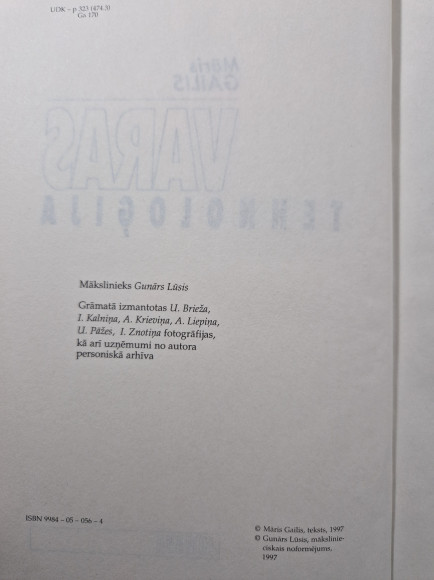 UDK – p 323 (474.3)
Ga 170
Māris
GAILIS
VARAS
TEHNOLOĢIJA
Mākslinieks Gunārs Lūsis
Grāmatā izmantotas U. Brieža,
I. Kalniņa, A. Krieviņa, A. Liepiņa,
U. Pāžes, I. Znotiņa fotogrāfijas,
kā arī uzņēmumi no autora
personiskā arhīva
ISBN 9984 – 05 – 056 – 4
© Māris Gailis, teksts, 1997
© Gunārs Lūsis, mākslinie-
ciskais noformējums,
1997